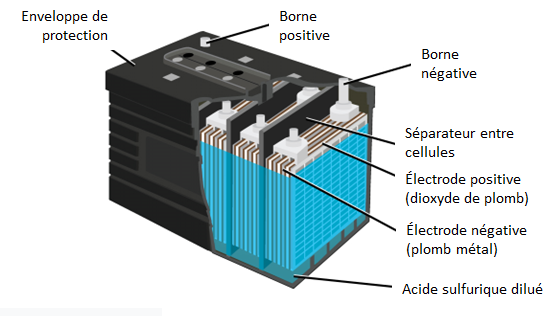 Enveloppe de
protection
Borne
positive
Borne
négative
Séparateur entre
cellules
Électrode positive
(dioxyde de plomb)
Électrode négative
(plomb métal)
Acide sulfurique dilué